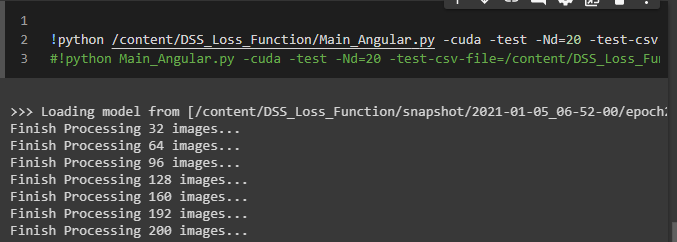 1
2 !python /content/DSS_Loss_Function/Main_Angular.py -cuda -test -Nd=20 -test-csv
3 #!python Main_Angular.py -cuda -test -Nd=20 -test-csv-file=/content/DSS_Loss_Fu
>>> Loading model from [/content/DSS_Loss_Function/snapshot/2021-01-05_06-52-00/epoch2
Finish Processing 32 images...
Finish Processing 64 images...
Finish Processing 96 images...
Finish Processing 128 images...
Finish Processing 160 images...
Finish Processing 192 images...
Finish Processing 200 images...